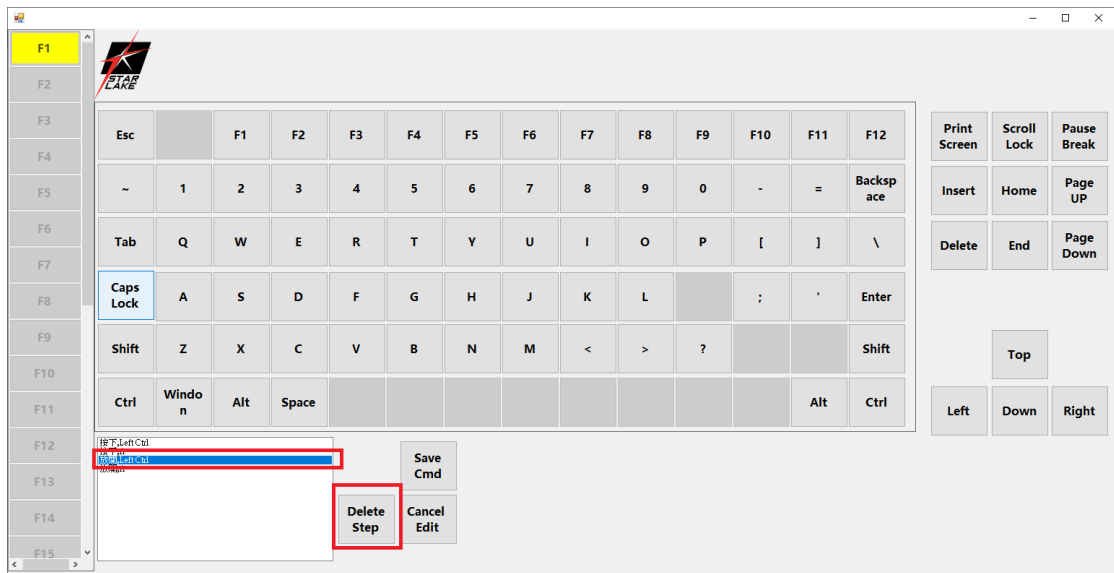 F1
F2
F3
F4
F5
F6
F7
F8
F9
F10
F11
F12
F13
F14
F15
STAR
LAKE
Esc F1 F2 F3 F4 F5 F6 F7 F8 F9 F10 F11 F12
~ 1 2 3 4 5 6 7 8 9 0 - = Backsp
ace
Tab Q W E R T Y U I O P [ ] \
Caps
Lock A S D F G H J K L ; ' Enter
Shift Z X C V B N M < > ? Shift
Ctrl Windo
n Alt Space Alt Ctrl
Print
Screen
Scroll
Lock
Pause
Break
Insert Home Page
UP
Delete End Page
Down
Top
Left Down Right
按下,LeftCtrl
放開,LeftCtrl
Save
Cmd
Delete
Step
Cancel
Edit